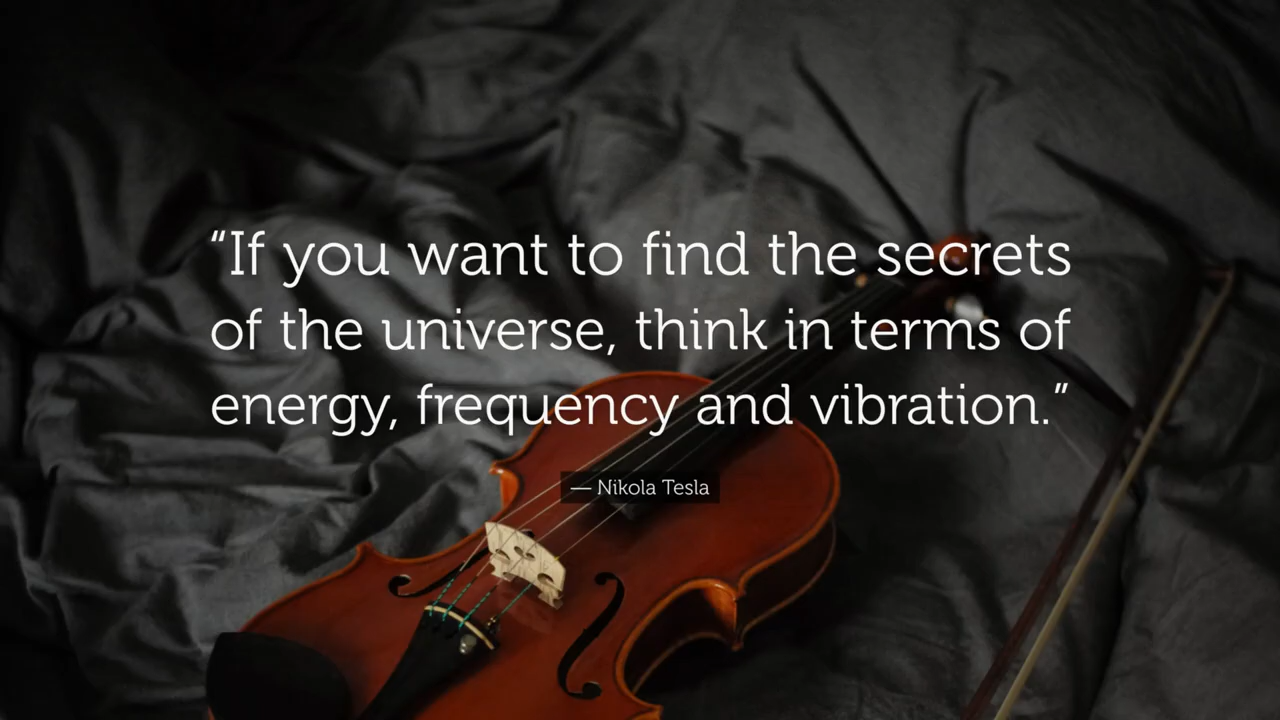 “If you want to find the secrets
of the universe, think in terms of
energy, frequency and vibration.”
— Nikola Tesla